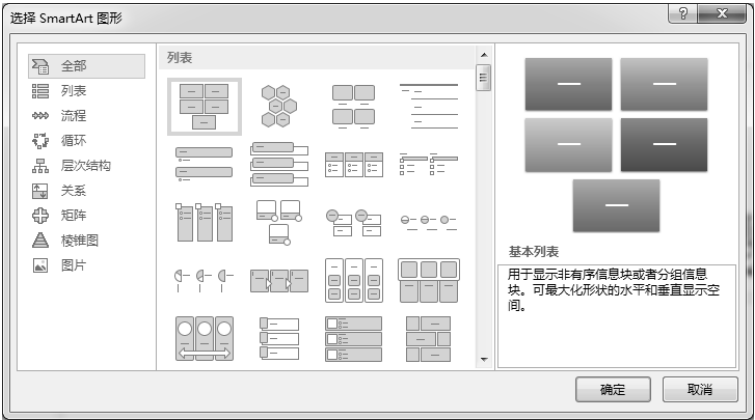 选择 SmartArt 图形
全部
列表
流程
循环
层次结构
关系
矩阵
棱锥图
图片
列表
基本列表
用于显示非有序信息块或者分组信息
块。可最大化形状的水平和垂直显示空
间。
确定
取消